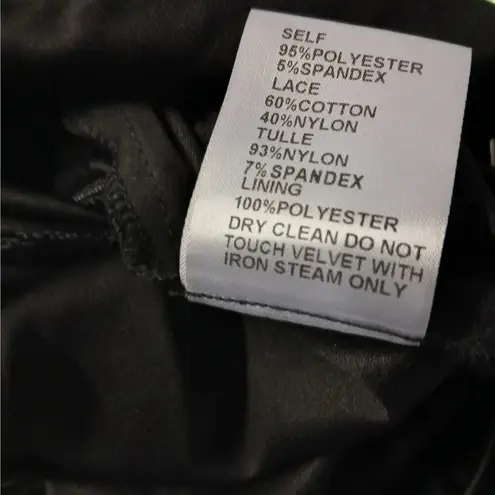 SELF
95%POLYESTER
5%SPANDEX
LACE
60%COTTON
40%NYLON
TULLE
93%NYLON
7%SPANDEX
LINING
100%POLYESTER
DRY CLEAN DO NOT
TOUCH VELVET WITH
IRON STEAM ONLY